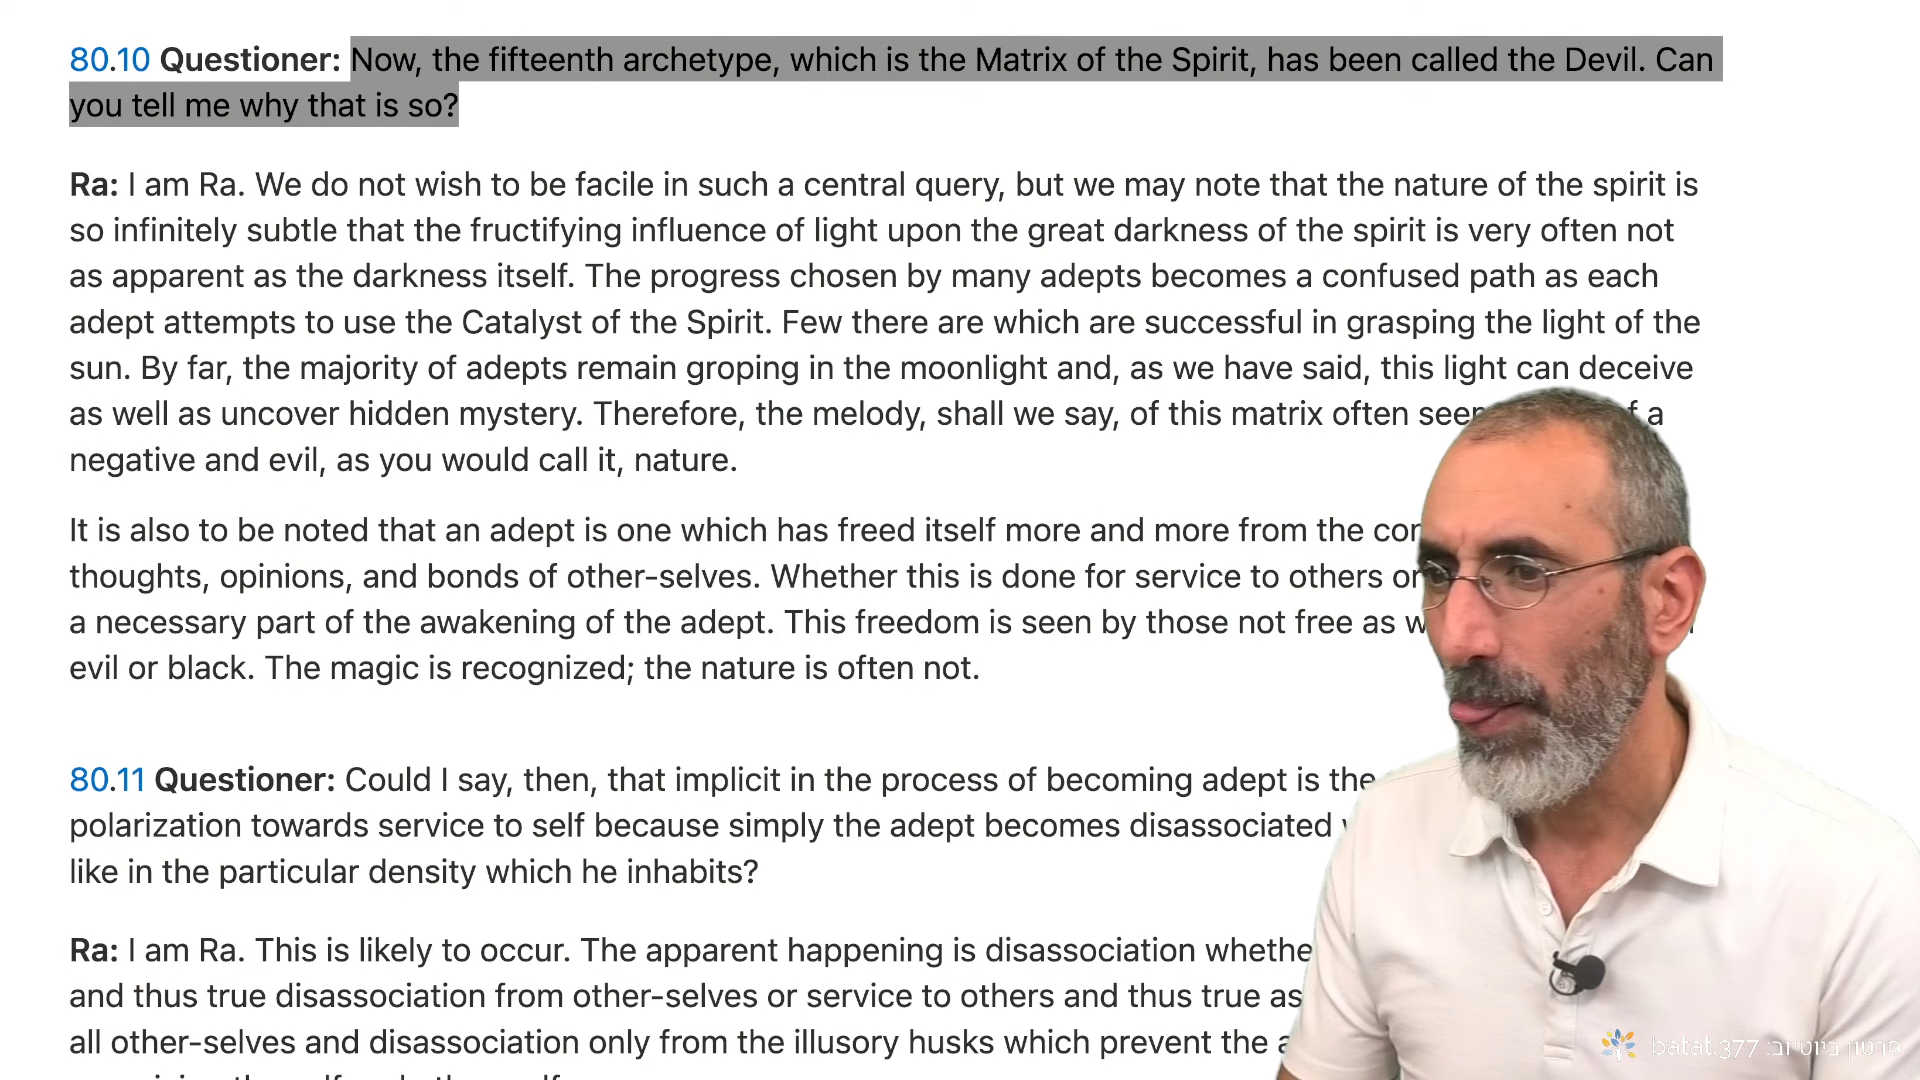 80.10 Questioner: Now, the fifteenth archetype, which is the Matrix of the Spirit, has been called the Devil. Can
you tell me why that is so?
Ra: I am Ra. We do not wish to be facile in such a central query, but we may note that the nature of the spirit is
so infinitely subtle that the fructifying influence of light upon the great darkness of the spirit is very often not
as apparent as the darkness itself. The progress chosen by many adepts becomes a confused path as each
adept attempts to use the Catalyst of the Spirit. Few there are which are successful in grasping the light of the
sun. By far, the majority of adepts remain groping in the moonlight and, as we have said, this light can deceive
as well as uncover hidden mystery. Therefore, the melody, shall we say, of this matrix often a
negative and evil, as you would call it, nature.
It is also to be noted that an adept is one which has freed itself more and more from the
thoughts, opinions, and bonds of other-selves. Whether this is done for service to others or
a necessary part of the awakening of the adept. This freedom is seen by those not free as
evil or black. The magic is recognized; the nature is often not.
80.11 Questioner: Could I say, then, that implicit in the process of becoming adept is the
polarization towards service to self because simply the adept becomes disassociated
like in the particular density which he inhabits?
Ra: I am Ra. This is likely to occur. The apparent happening is disassociation
and thus true disassociation from other-selves or service to others and thus true
all other-selves and disassociation only from the illusory husks which prevent the
סרטון ביוטיוב: batat.377